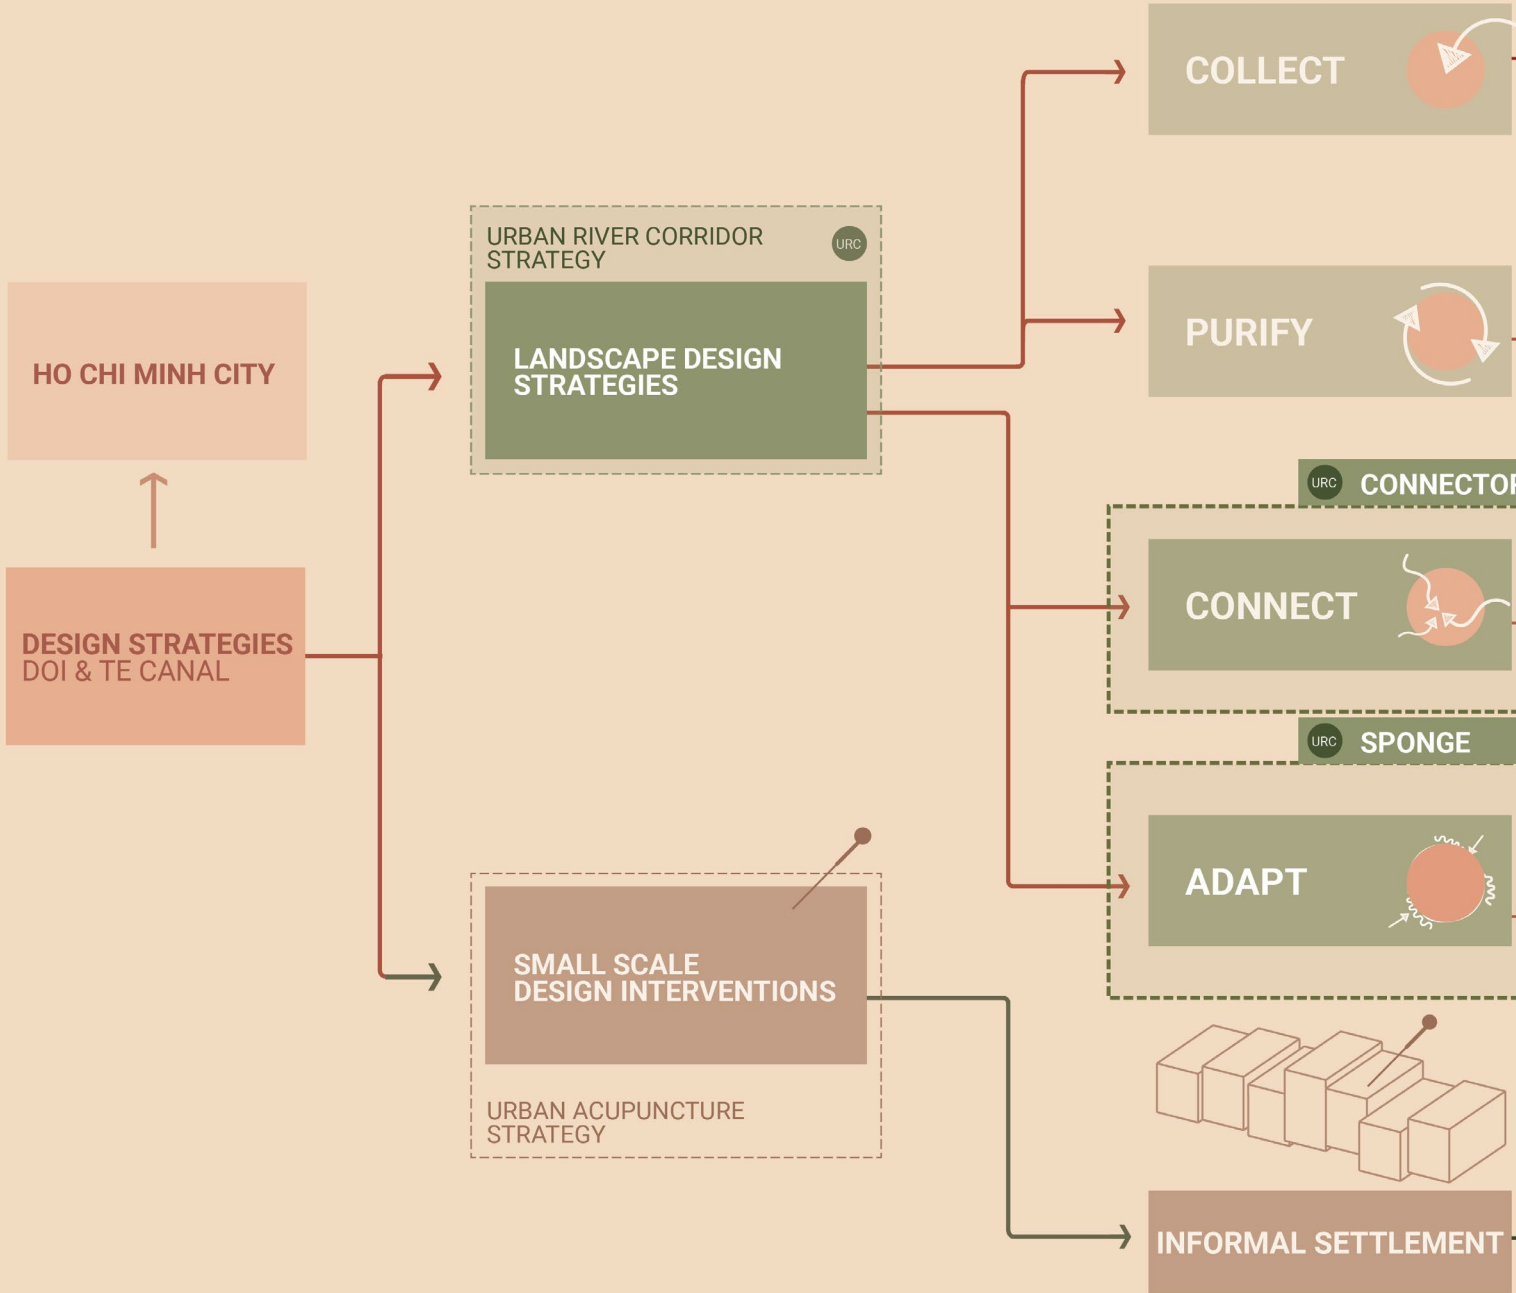 COLLECT
URBAN RIVER CORRIDOR
STRATEGY
URC
PURIFY
LANDSCAPE DESIGN
STRATEGIES
HO CHI MINH CITY
URC
CONNECTOR
CONNECT
DESIGN STRATEGIES
DOI & TE CANAL
URC
SPONGE
ADAPT
SMALL SCALE
DESIGN INTERVENTIONS
URBAN ACUPUNCTURE
STRATEGY
INFORMAL SETTLEMENT